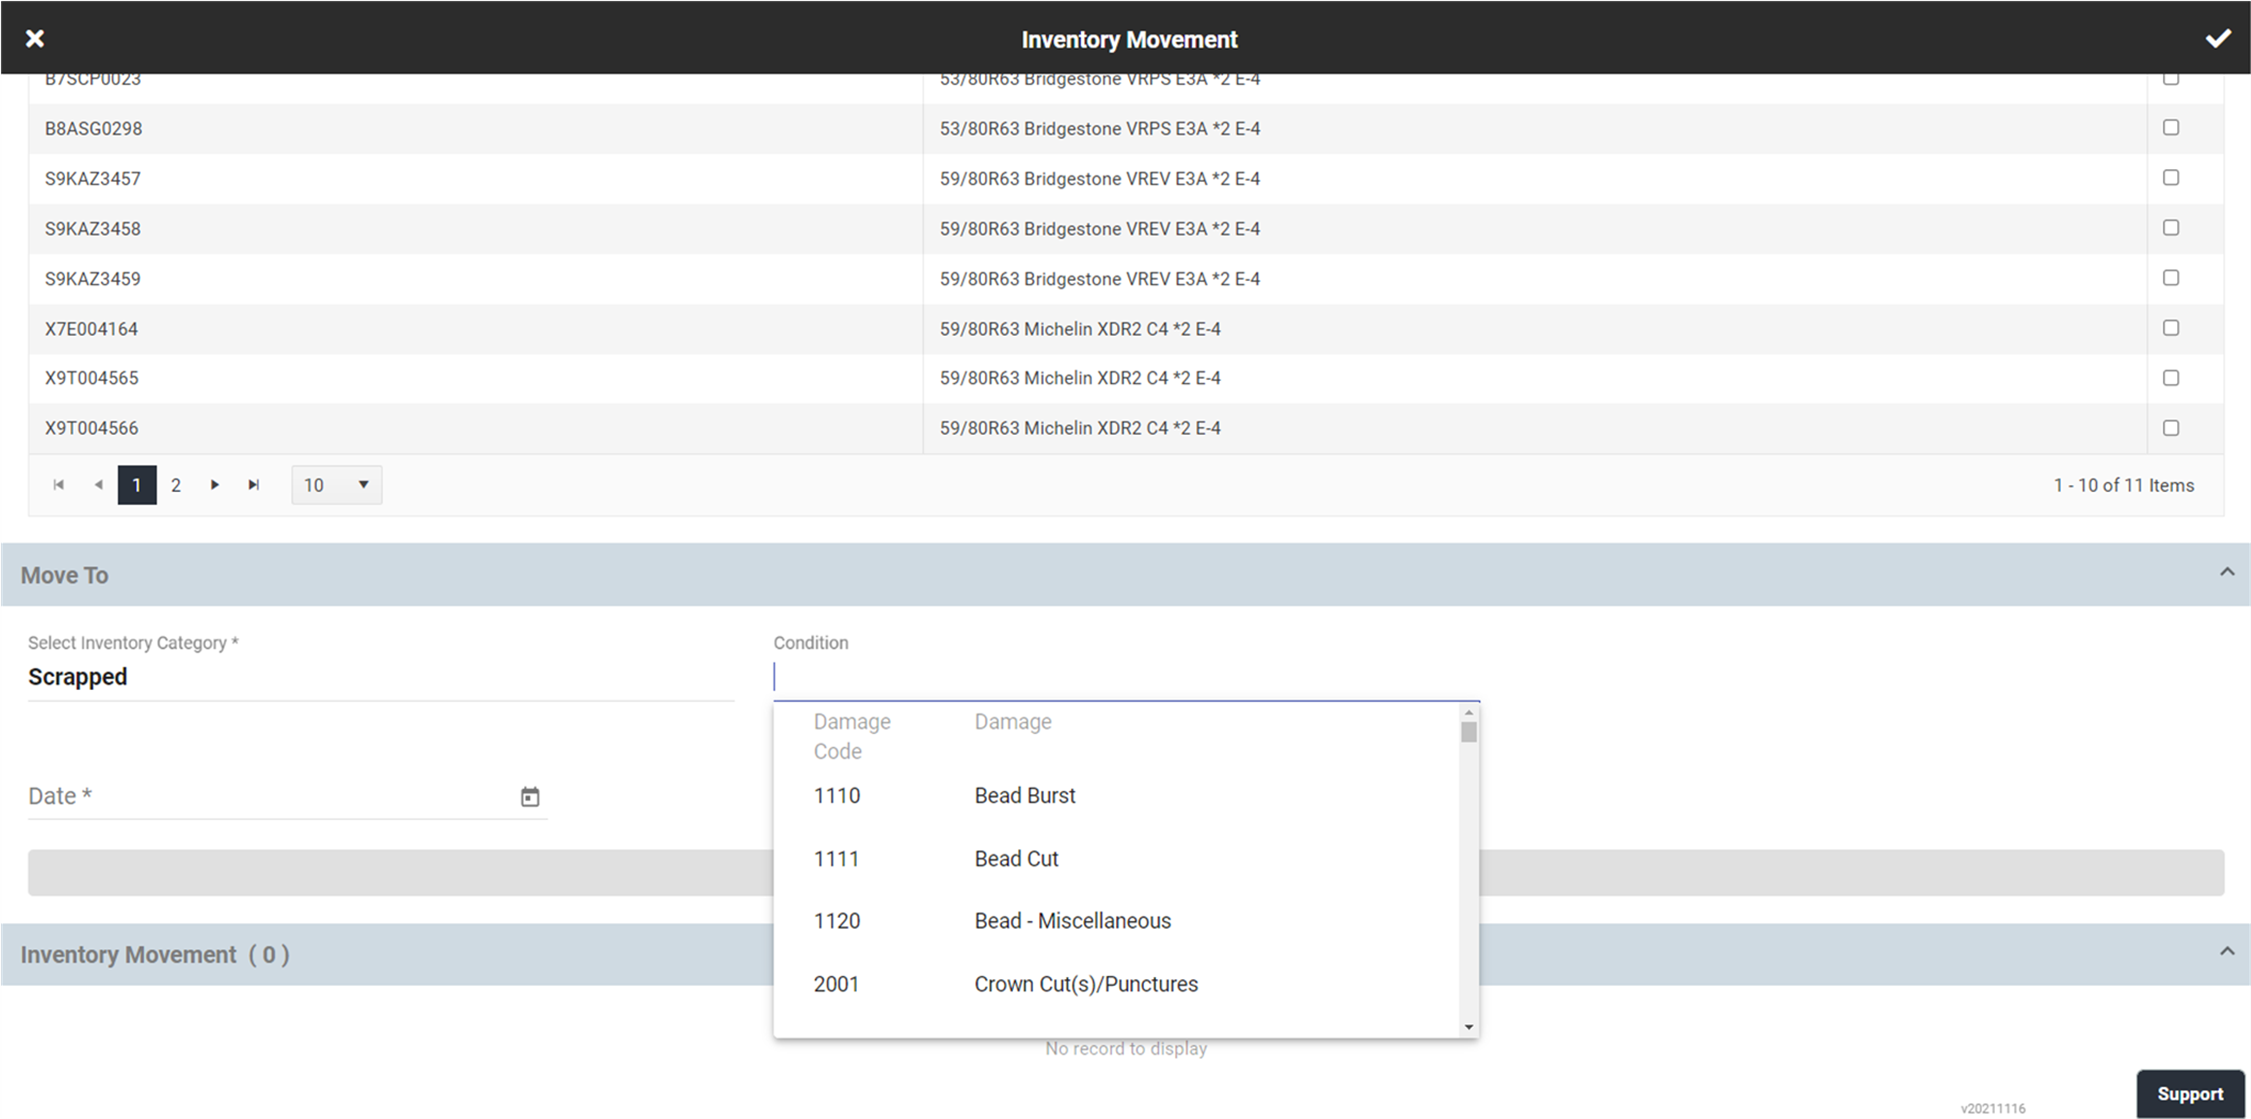 Inventory Movement
B7SCP0023 53/80R63 Bridgestone VRPS E3A *2 E-4
B8ASG0298 53/80R63 Bridgestone VRPS E3A *2 E-4
S9KAZ3457 59/80R63 Bridgestone VREV E3A *2 E-4
S9KAZ3458 59/80R63 Bridgestone VREV E3A *2 E-4
S9KAZ3459 59/80R63 Bridgestone VREV E3A *2 E-4
X7E004164 59/80R63 Michelin XDR2 C4 *2 E-4
X9T004565 59/80R63 Michelin XDR2 C4 *2 E-4
X9T004566 59/80R63 Michelin XDR2 C4 *2 E-4
1 2 10 1 - 10 of 11 Items
Move To
Select Inventory Category * Condition
Scrapped
Damage Code Damage
Date *
1110 Bead Burst
1111 Bead Cut
1120 Bead - Miscellaneous
2001 Crown Cut(s)/Punctures
Inventory Movement ( 0 )
No record to display
Support
v20211116